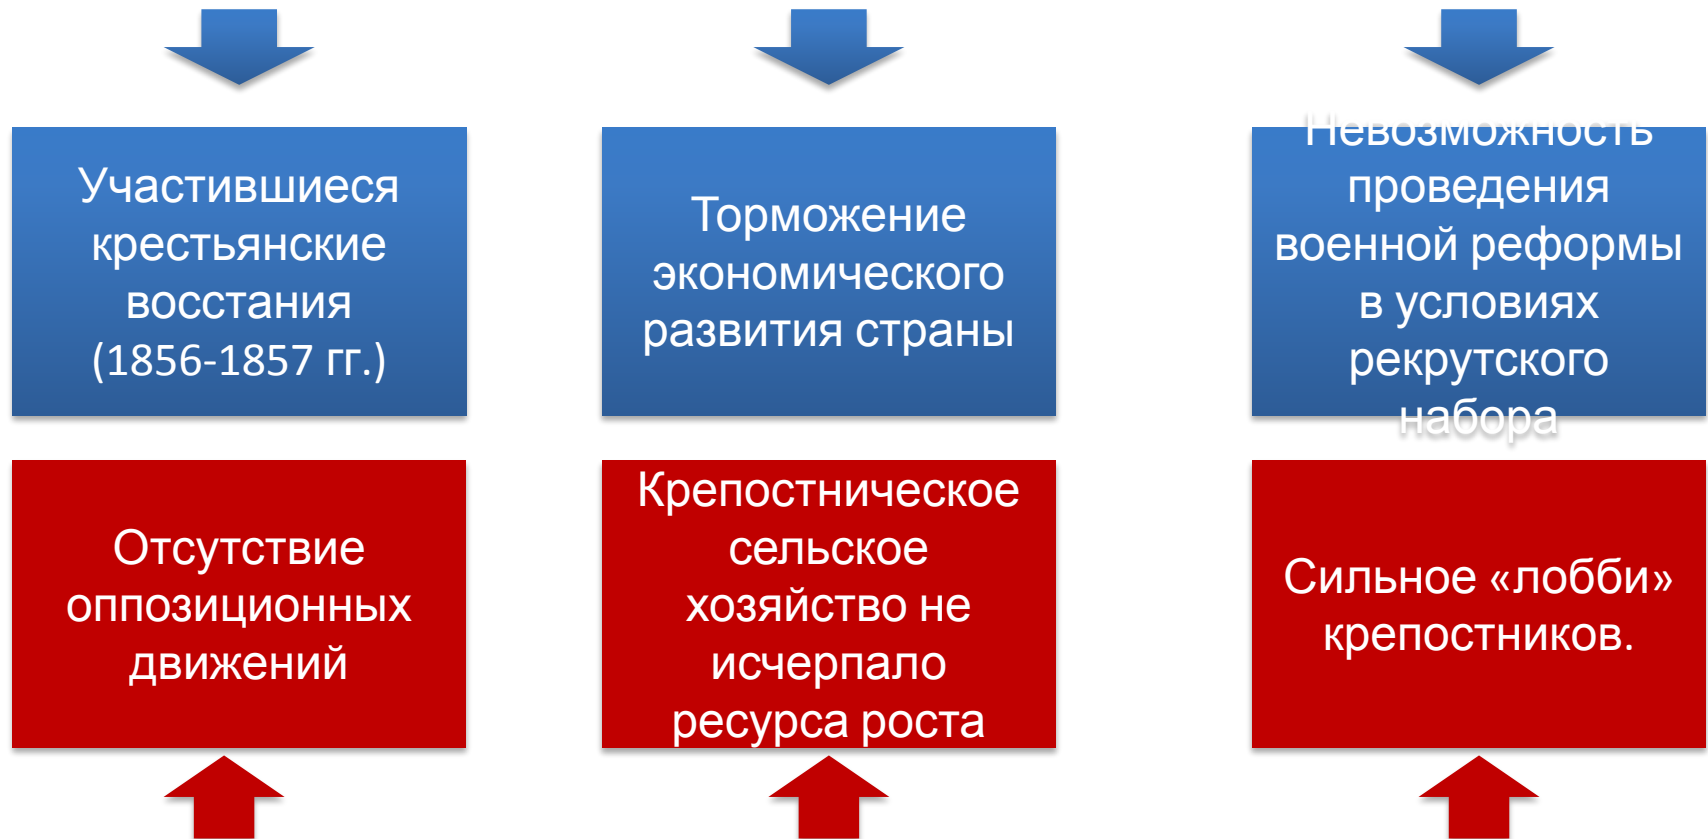 Участившиеся
крестьянские
восстания
(1856-1857 гг.)
Торможение
экономического
развития страны
Невозможность
проведения
военной реформы
в условиях
рекрутского
набора
Отсутствие
оппозиционных
движений
Крепостническое
сельское
хозяйство не
исчерпало
ресурса роста
Сильное «лобби»
крепостников.